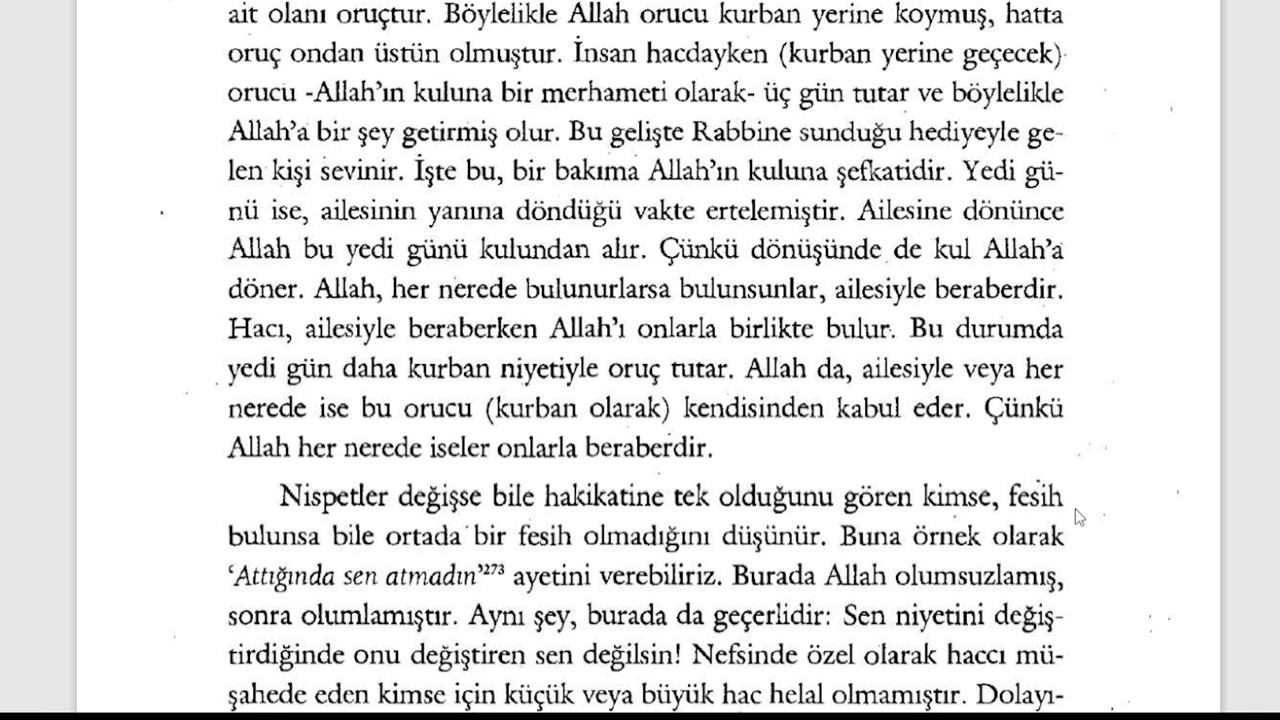 ait olanı oruçtur. Böylelikle Allah orucu kurban yerine koymuş, hatta
oruç ondan üstün olmuştur. İnsan hacdayken (kurban yerine geçecek)
orucu -Allah'ın kuluna bir merhameti olarak- üç gün tutar ve böylelikle
Allah'a bir şey getirmiş olur. Bu gelişte Rabbine sunduğu hediyeyle ge-
len kişi sevinir. İşte bu, bir bakıma Allah'ın kuluna şefkatidir. Yedi gü-
nü ise, ailesinin yanına döndüğü vakte ertelemiştir. Ailesine dönünce
Allah bu yedi günü kulundan alır. Çünkü dönüşünde de kul Allah'a
döner. Allah, her nerede bulunurlarsa bulunsunlar, ailesiyle beraberdir.
Hacı, ailesiyle beraberken Allah'ı onlarla birlikte bulur. Bu durumda
yedi gün daha kurban niyetiyle oruç tutar. Allah da, ailesiyle veya her
nerede ise bu orucu (kurban olarak) kendisinden kabul eder. Çünkü
Allah her nerede iseler onlarla beraberdir.
Nispetler değişse bile hakikatine tek olduğunu gören kimse, fesih
bulunsa bile ortada bir fesih olmadığını düşünür. Buna örnek olarak
'Attığında sen atmadın'273 ayetini verebiliriz. Burada Allah olumsuzlamış,
sonra olumlamıştır. Aynı şey, burada da geçerlidir: Sen niyetini değiş-
tirdiğinde onu değiştiren sen değilsin! Nefsinde özel olarak haccı mü-
şahede eden kimse için küçük veya büyük hac helal olmamıştır. Dolayı-